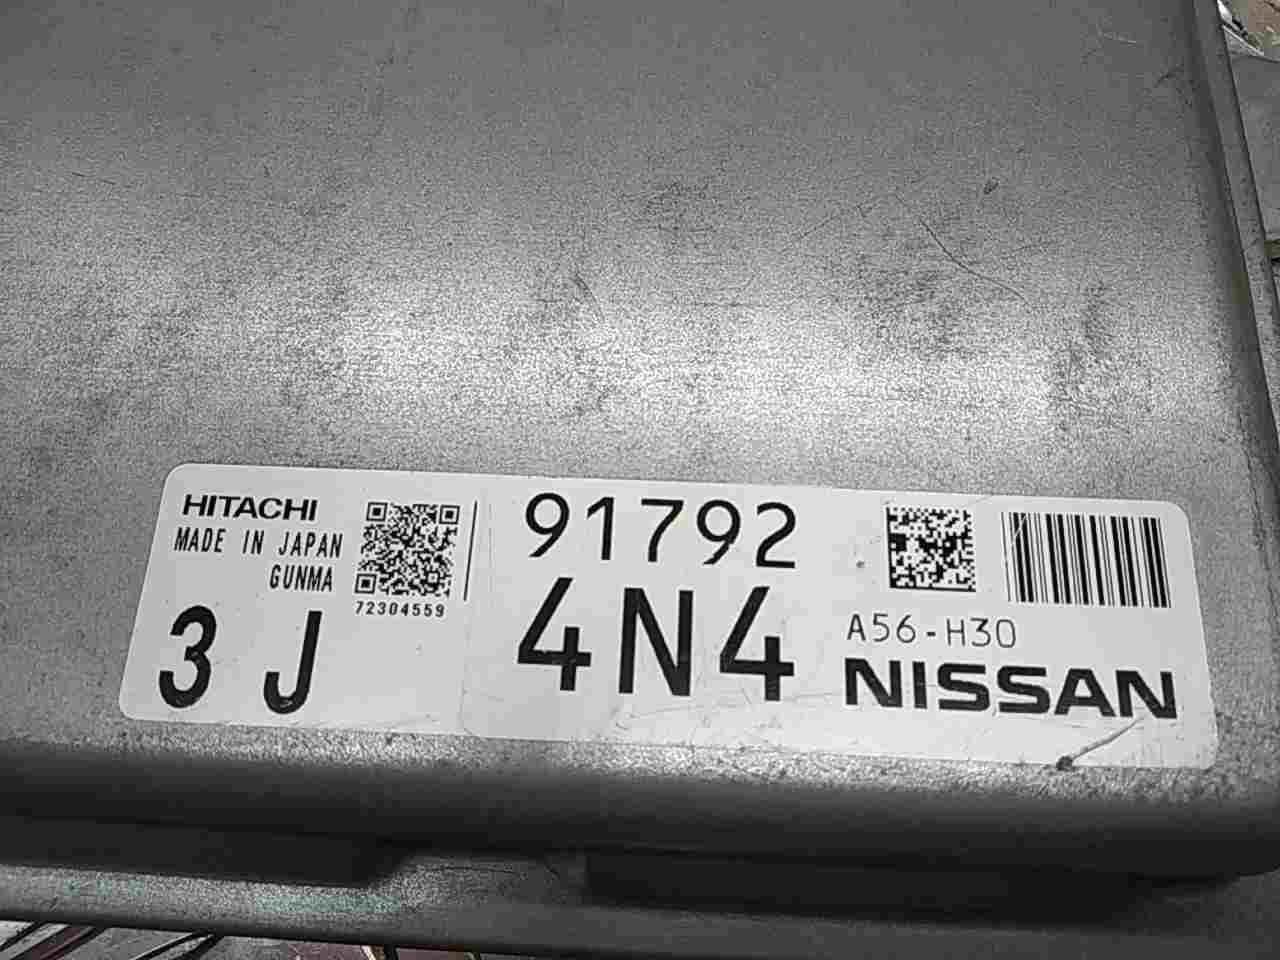 HITACHI
MADE IN JAPAN
GUNMA
72304559
3 J
91792
4N4
A56-H30
NISSAN